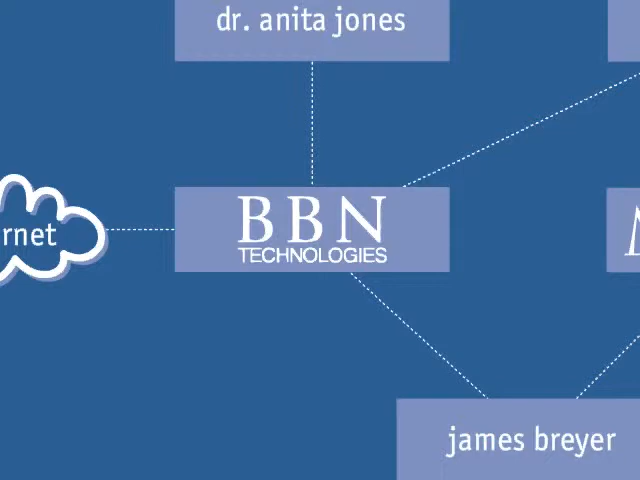 dr. anita jones
BBN
TECHNOLOGIES
rnet
james breyer